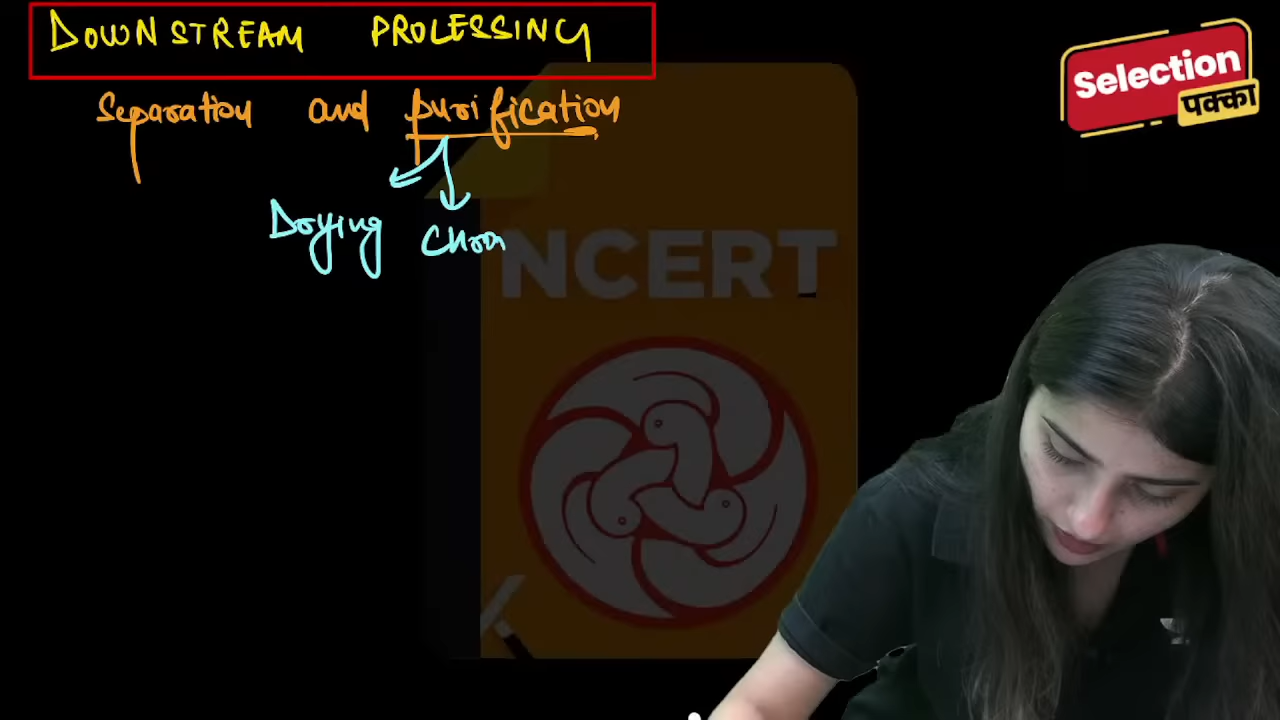 DOWNSTREAM PROCESSING
Separation and purification
Drying Chrom
NCERT
Selection
पक्का